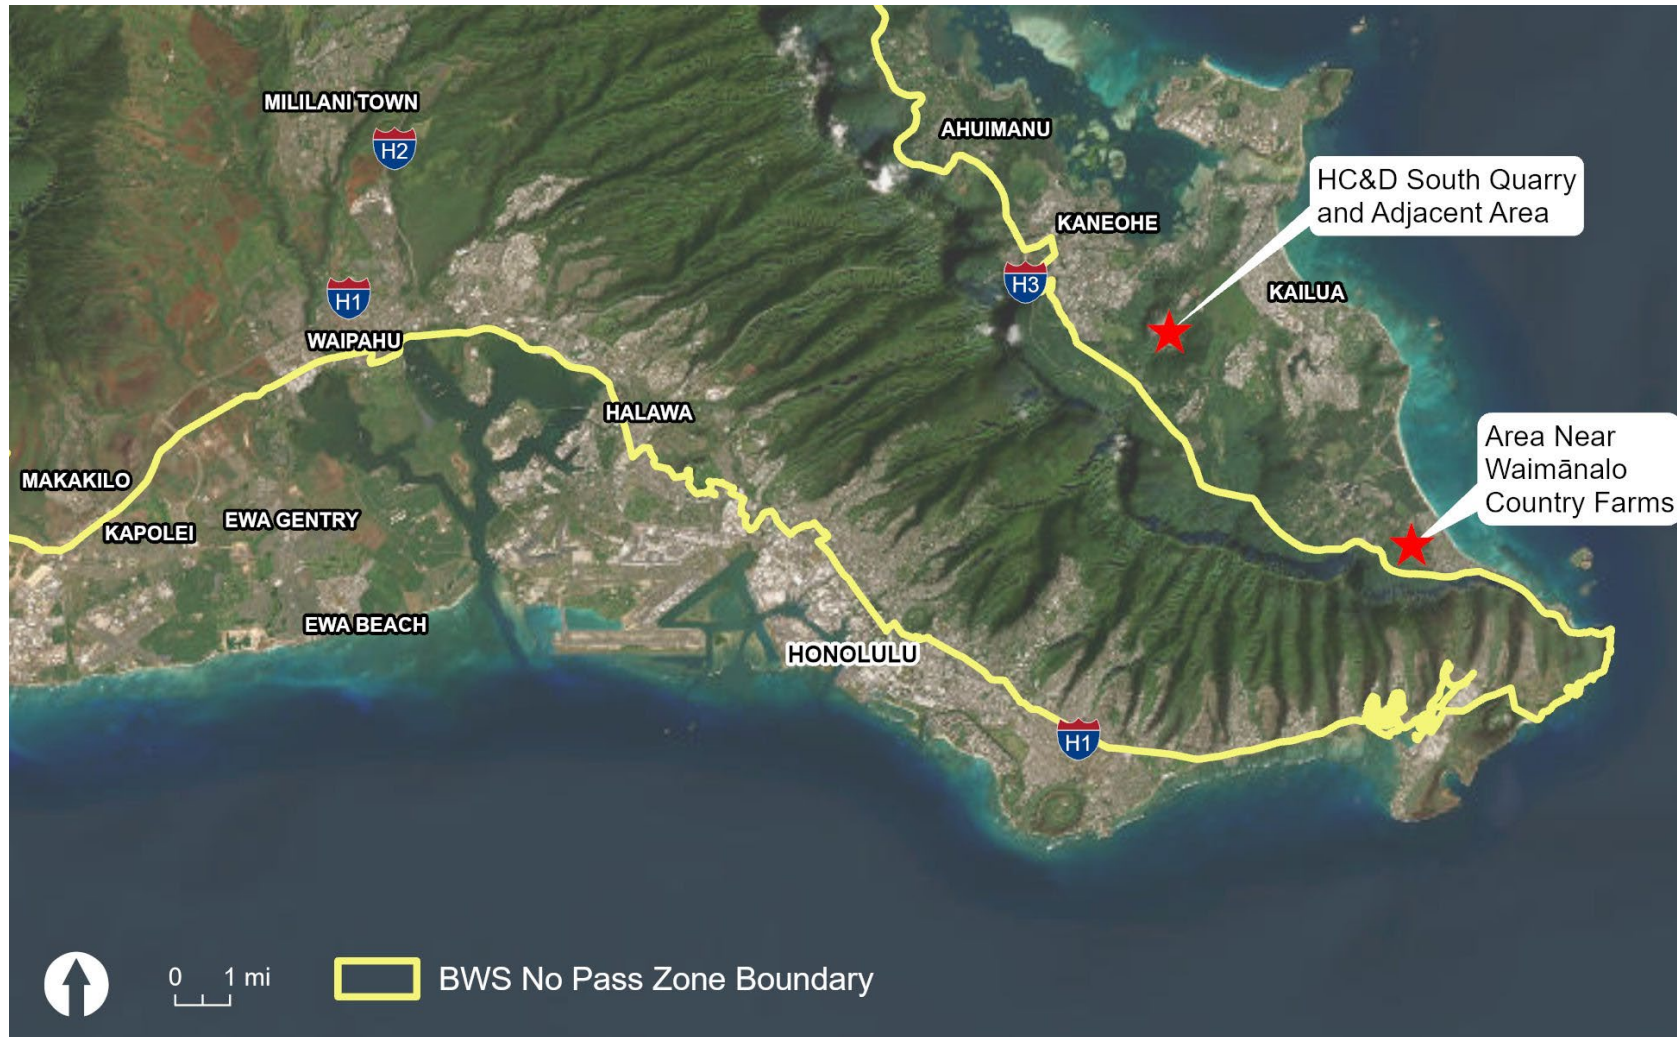 MILILANI TOWN
H2
AHUIMANU
HC&D South Quarry
and Adjacent Area
KANEOHE
H3
KAILUA
H1
WAIPAHU
HALAWA
Area Near
Waimānalo
Country Farms
MAKAKILO
EWA GENTRY
KAPOLEI
EWA BEACH
HONOLULU
H1
0 1 mi
BWS No Pass Zone Boundary